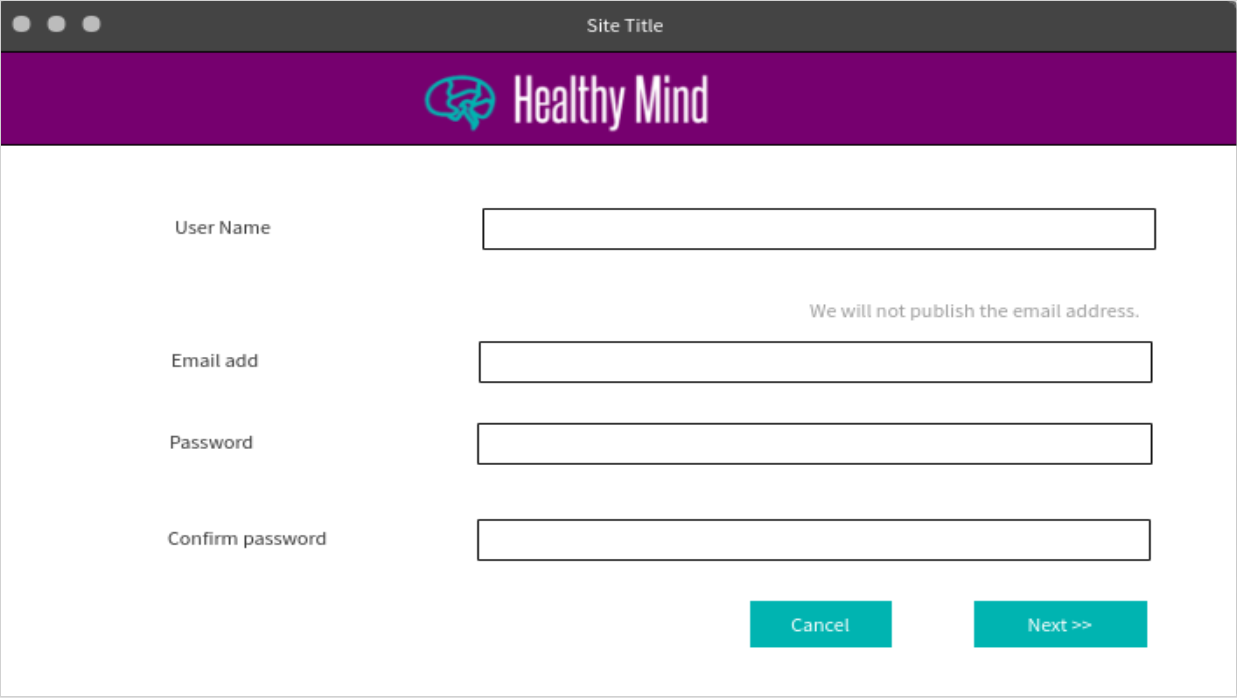 Site Title
Healthy Mind
User Name
We will not publish the email address.
Email add
Password
Confirm password
Cancel
Next >>